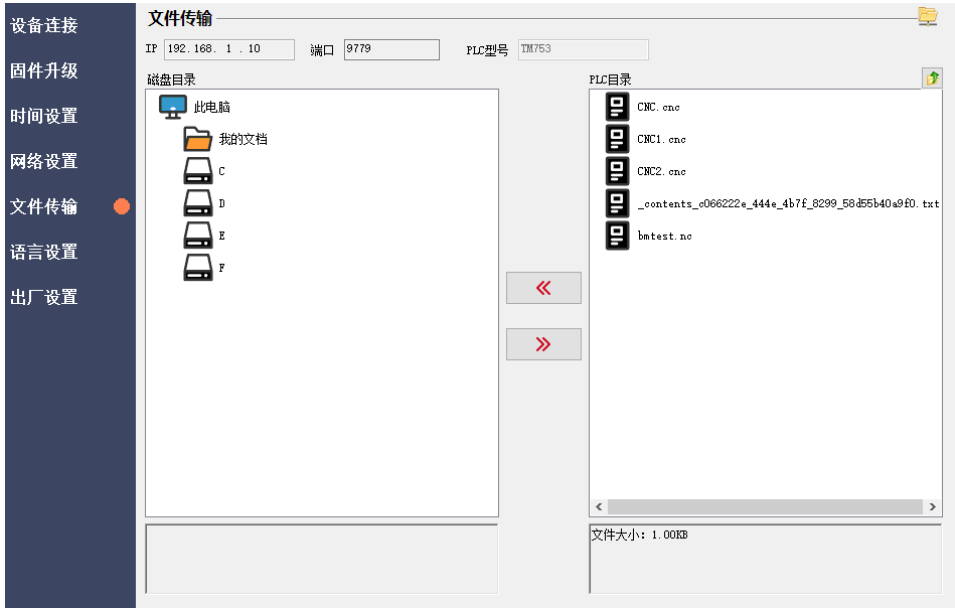 设备连接
固件升级
时间设置
网络设置
文件传输
语言设置
出厂设置
文件传输
IP 192.168. 1 .10 端口 9779 PLC型号 TM753
磁盘目录
此电脑
我的文档
C
D
E
F
PLC目录
CNC.cnc
CNC1.cnc
CNC2.cnc
_contents_c066222e_444e_4b7f_8299_58d55b40a9f0.txt
bmtest.nc
文件大小: 1.00KB